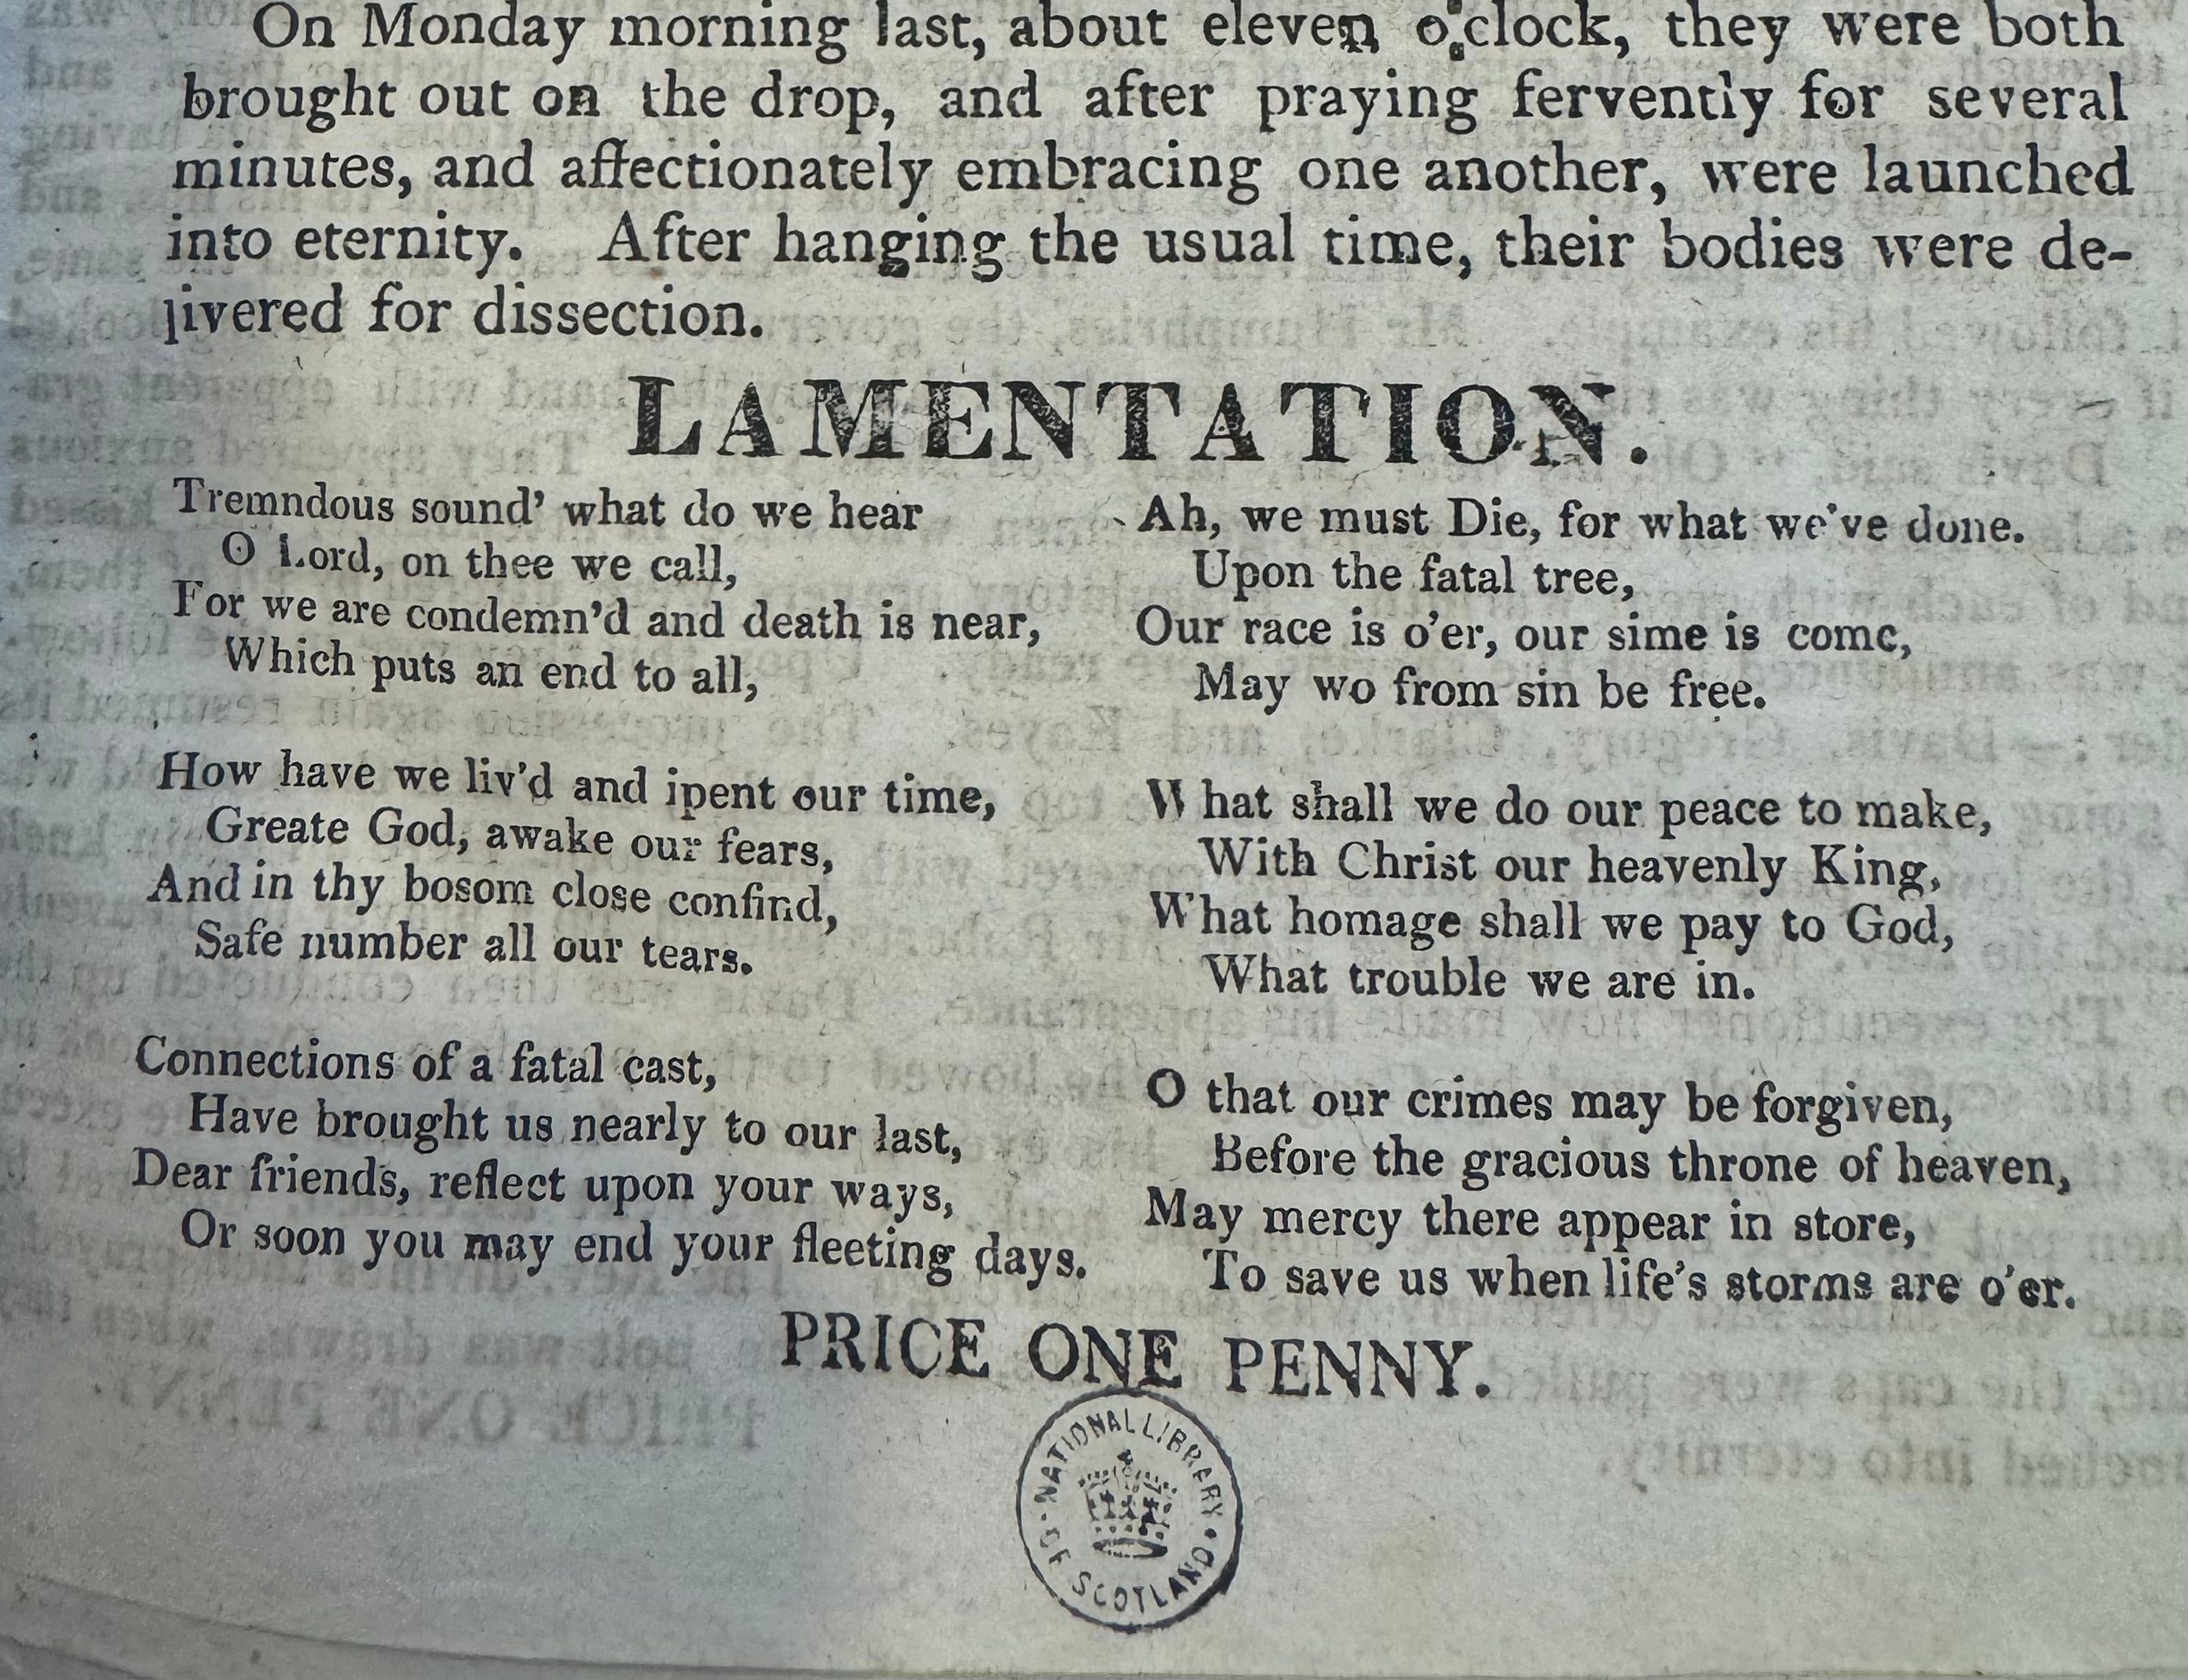 On Monday morning last, about eleven o'clock, they were both
brought out on the drop, and after praying fervently for several
minutes, and affectionately embracing one another, were launched
into eternity. After hanging the usual time, their bodies were de-
livered for dissection.
LAMENTATION.
Tremndous sound' what do we hear
O Lord, on thee we call,
For we are condemn'd and death is near,
Which puts an end to all,
How have we liv'd and ipent our time,
Greate God, awake our fears,
And in thy bosom close confind,
Safe number all our tears.
Connections of a fatal cast,
Have brought us nearly to our last,
Dear friends, reflect upon your ways,
Or soon you may end your fleeting days.
Ah, we must Die, for what we've done.
Upon the fatal tree,
Our race is o'er, our sime is comc,
May wo from sin be free.
What shall we do our peace to make,
With Christ our heavenly King,
What homage shall we pay to God,
What trouble we are in.
O that our crimes may be forgiven,
Before the gracious throne of heaven,
May mercy there appear in store,
To save us when life's storms are o'er.
PRICE ONE PENNY.
NATIONAL LIBRARY
OF SCOTLAND